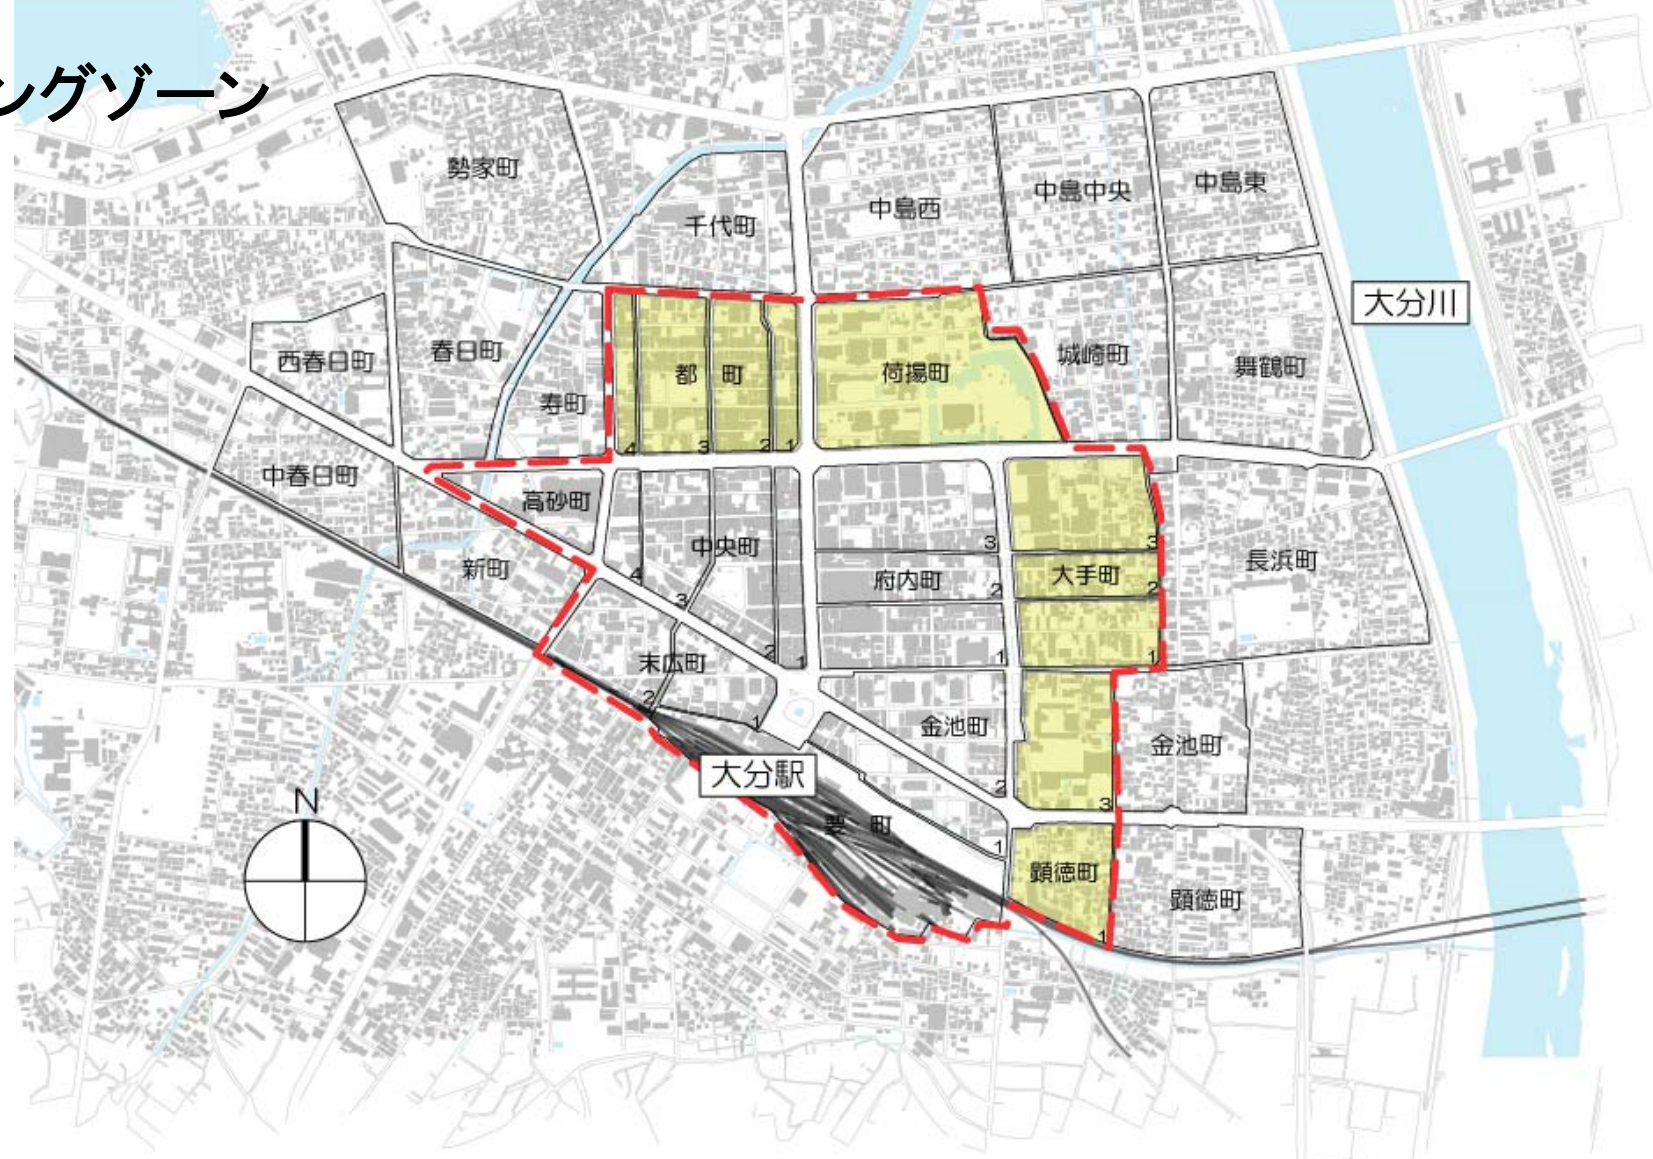 ングゾーン
勢家町
千代町
中島西
中島中央
中島東
大分川
西春日町
春日町
寿町
都 町
荷揚町
城崎町
舞鶴町
4
3
2
1
中春日町
高砂町
新町
中央町
4
3
2
1
府内町
3
2
1
大手町
3
2
1
長浜町
末広町
2
1
金池町
2
1
3
金池町
大分駅
要 町
顕徳町
1
顕徳町
N